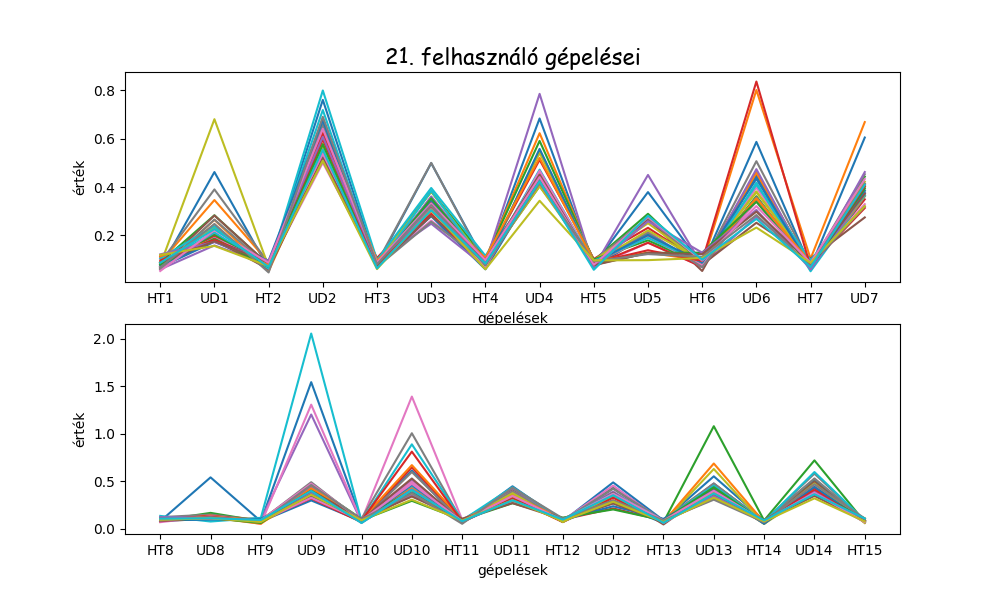 21. felhasználó gépelései
érték
0.8
0.6
0.4
0.2
HT1 UD1 HT2 UD2 HT3 UD3 HT4 UD4 HT5 UD5 HT6 UD6 HT7 UD7
gépelések
érték
2.0
1.5
1.0
0.5
0.0
HT8 UD8 HT9 UD9 HT10 UD10 HT11 UD11 HT12 UD12 HT13 UD13 HT14 UD14 HT15
gépelések